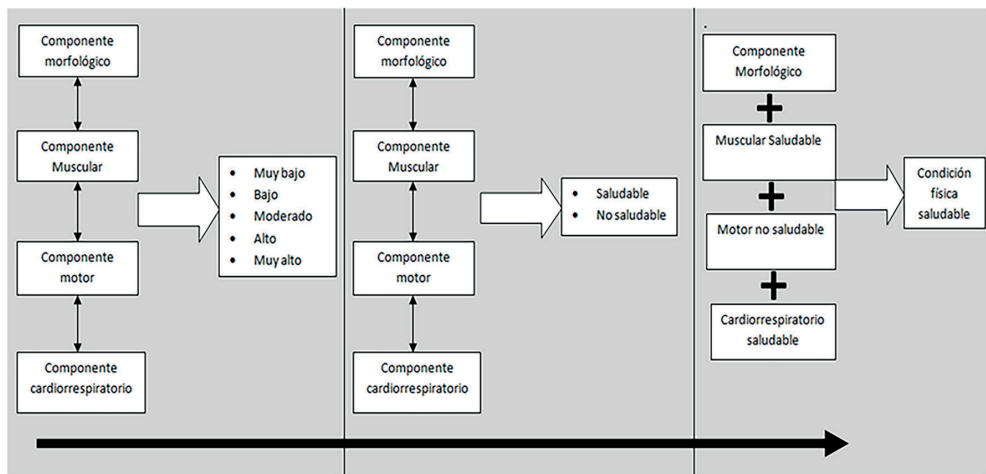 Componente
morfológico
Componente
Muscular
Componente
motor
Componente
cardiorrespiratorio
• Muy bajo
• Bajo
• Moderado
• Alto
• Muy alto
Componente
morfológico
Componente
Muscular
Componente
motor
Componente
cardiorrespiratorio
• Saludable
• No saludable
Componente
Morfológico
+
Muscular Saludable
+
Motor no saludable
+
Cardiorrespiratorio
saludable
Condición
física
saludable